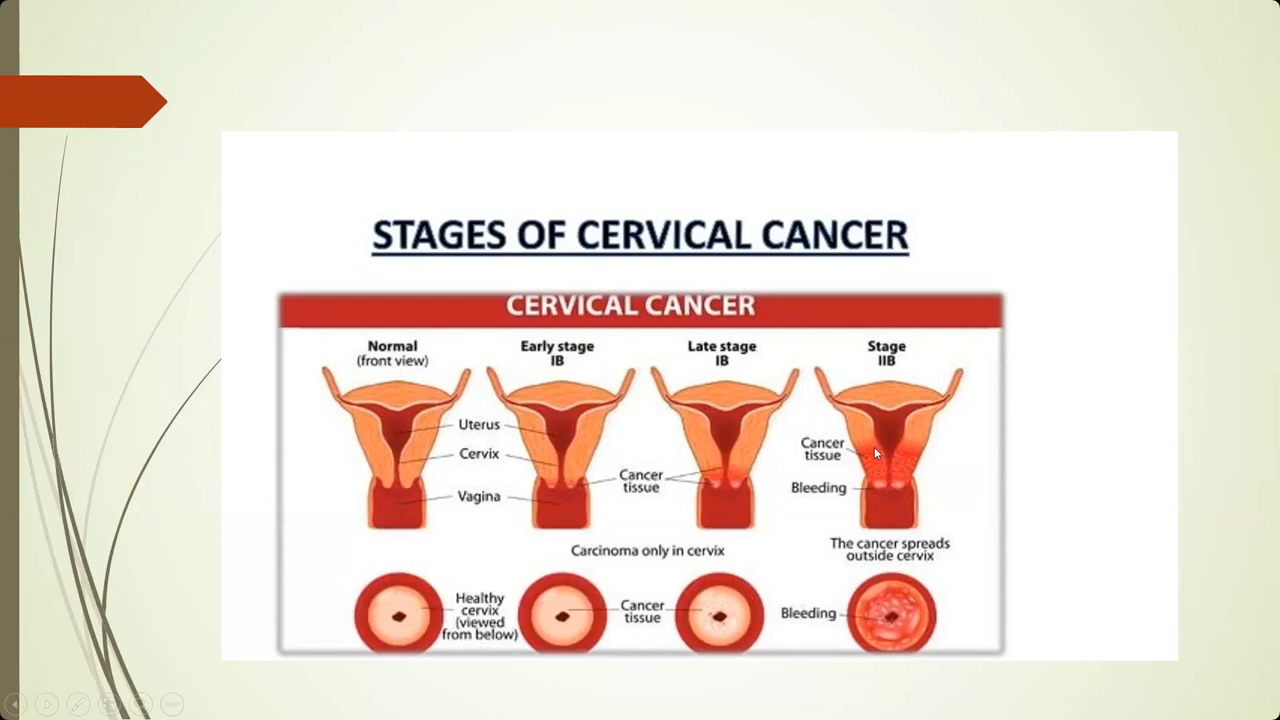 STAGES OF CERVICAL CANCER
CERVICAL CANCER
Normal
(front view)
Early stage
IB
Late stage
IB
Stage
IIB
Uterus
Cervix
Vagina
Cancer
tissue
Cancer
tissue
Bleeding
Carcinoma only in cervix
The cancer spreads
outside cervix
Healthy
cervix
(viewed
from below)
Cancer
tissue
Bleeding